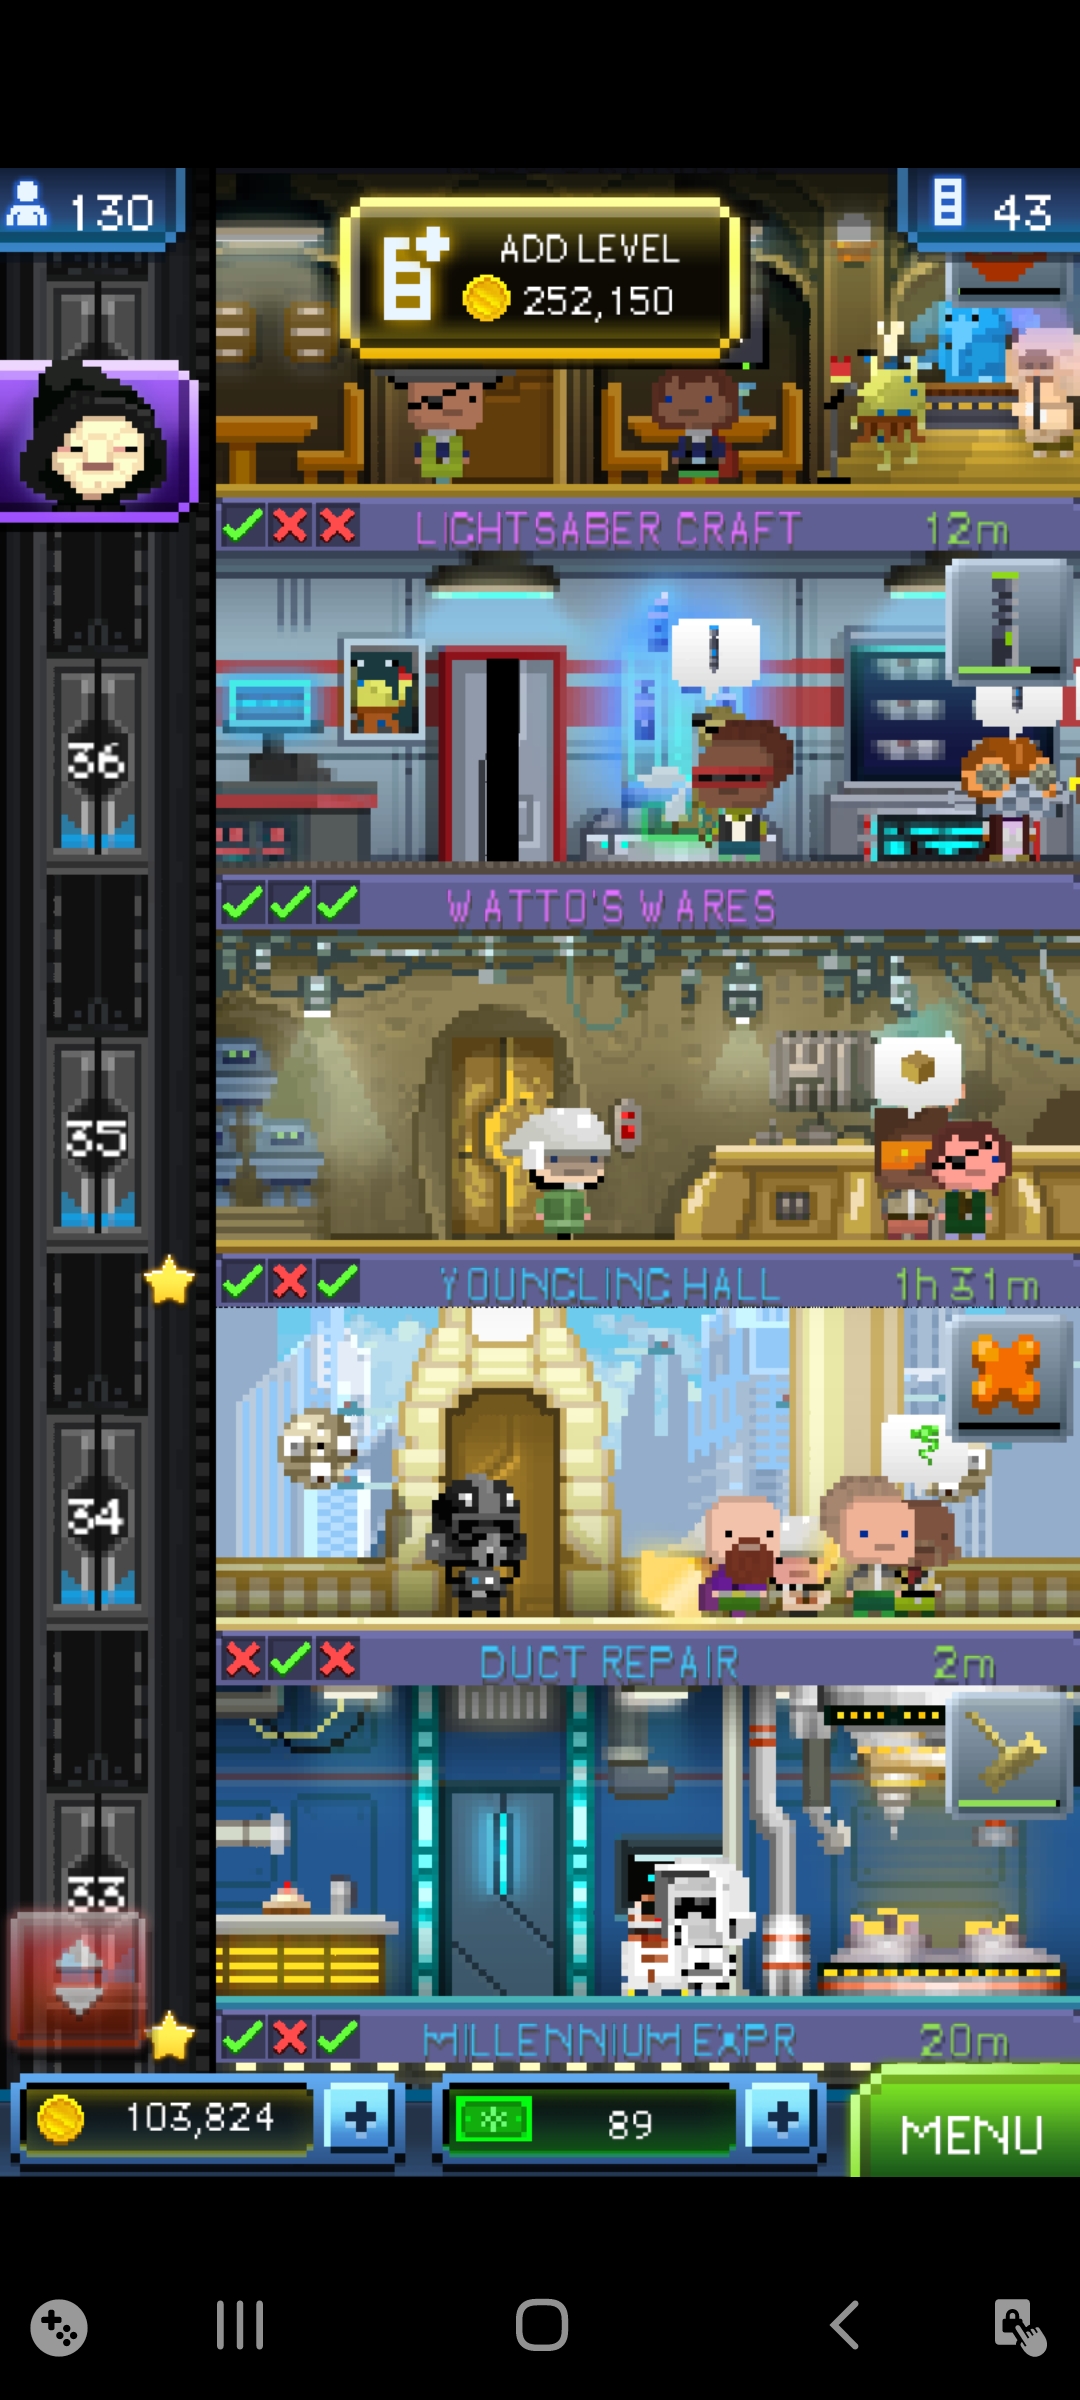 130
ADD LEVEL
252,150
43
LIGHTSABER CRAFT 12m
36
WATTO'S WARES
35
YOUNGLING HALL 1h 31m
34
DUCT REPAIR 2m
33
MILLENNIUM EXPR 20m
103,824
89
MENU